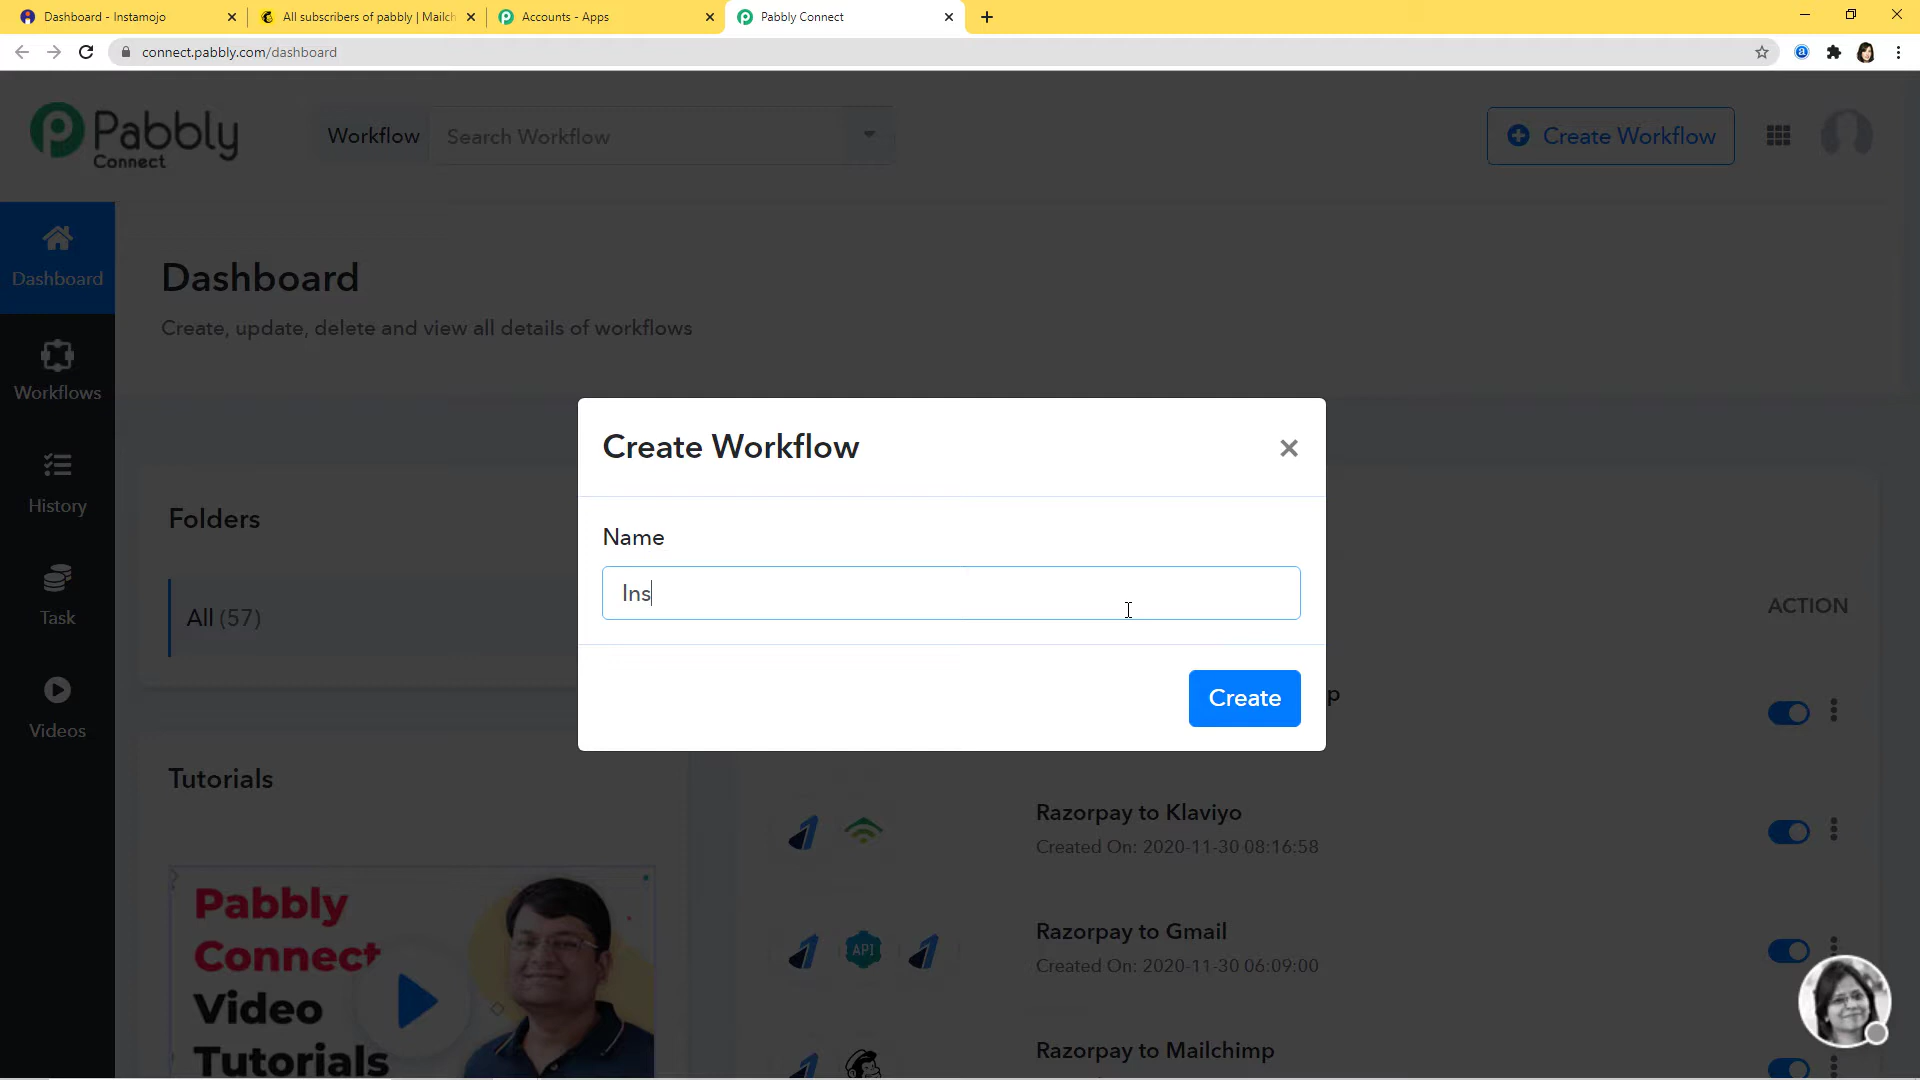 Dashboard - Instamojo
All subscribers of pabbly | Mailch
Accounts - Apps
Pabbly Connect
connect.pabbly.com/dashboard
Pabbly
Connect
Workflow
Search Workflow
Create Workflow
Dashboard
Workflows
History
Task
Videos
Dashboard
Create, update, delete and view all details of workflows
Create Workflow
Name
Ins
Create
Folders
All (57)
Tutorials
Pabbly
Connect
Video
Tutorials
ACTION
p
Razorpay to Klaviyo
Created On: 2020-11-30 08:16:58
API
Razorpay to Gmail
Created On: 2020-11-30 06:09:00
Razorpay to Mailchimp